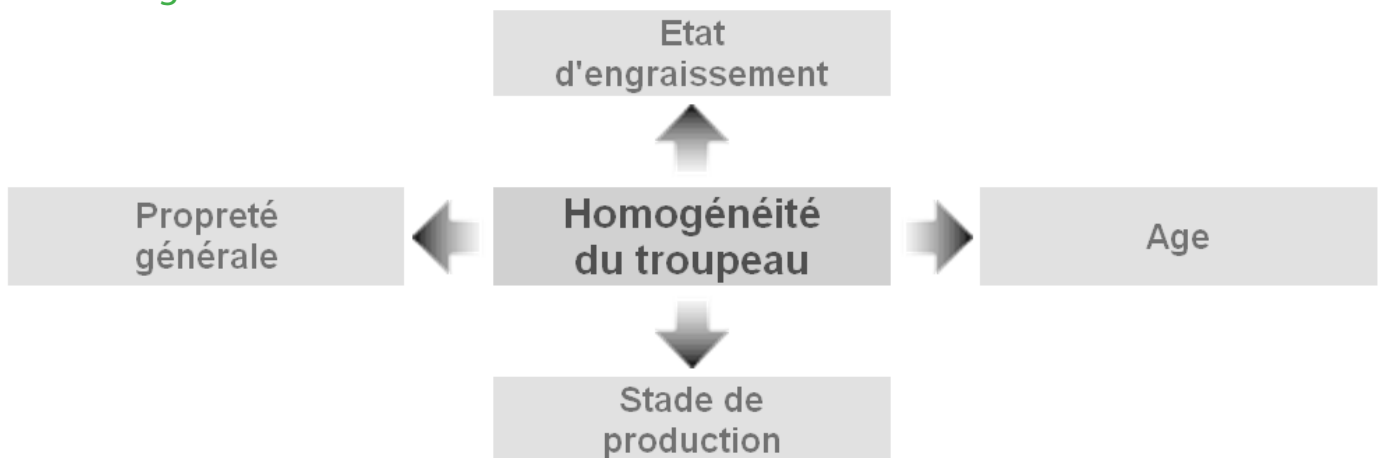 Etat
d'engraissement
Propreté
générale
Homogénéité
du troupeau
Age
Stade de
production